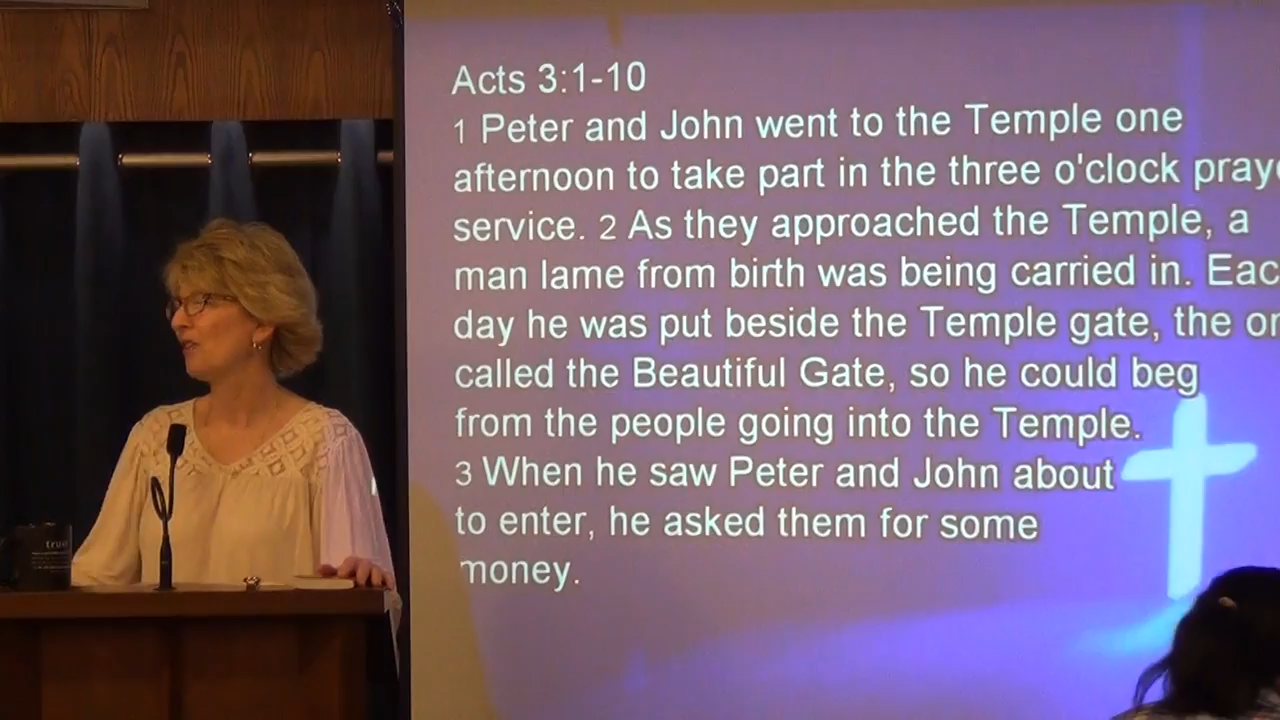 Acts 3:1-10
1 Peter and John went to the Temple one
afternoon to take part in the three o'clock
service. 2 As they approached the Temple, a
man lame from birth was being carried in.
day he was put beside the Temple gate, the
called the Beautiful Gate, so he could beg
from the people going into the Temple.
3 When he saw Peter and John about
to enter, he asked them for some
money.